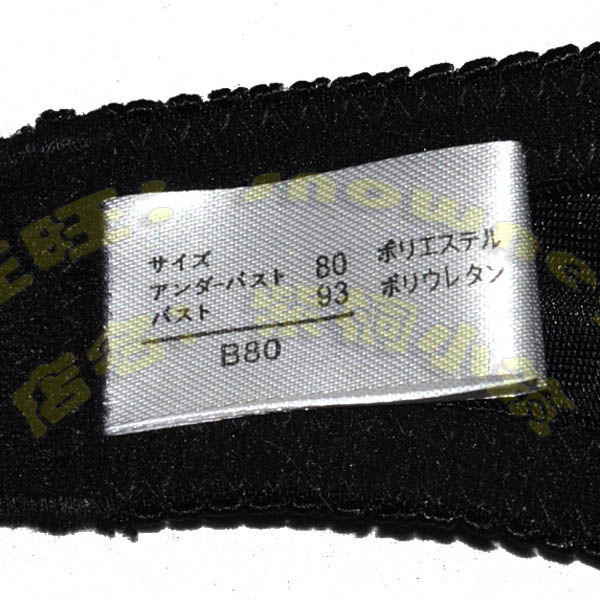 サイズ
アンダーバスト 80 ポリエステル
バスト 93 ポリウレタン
B80